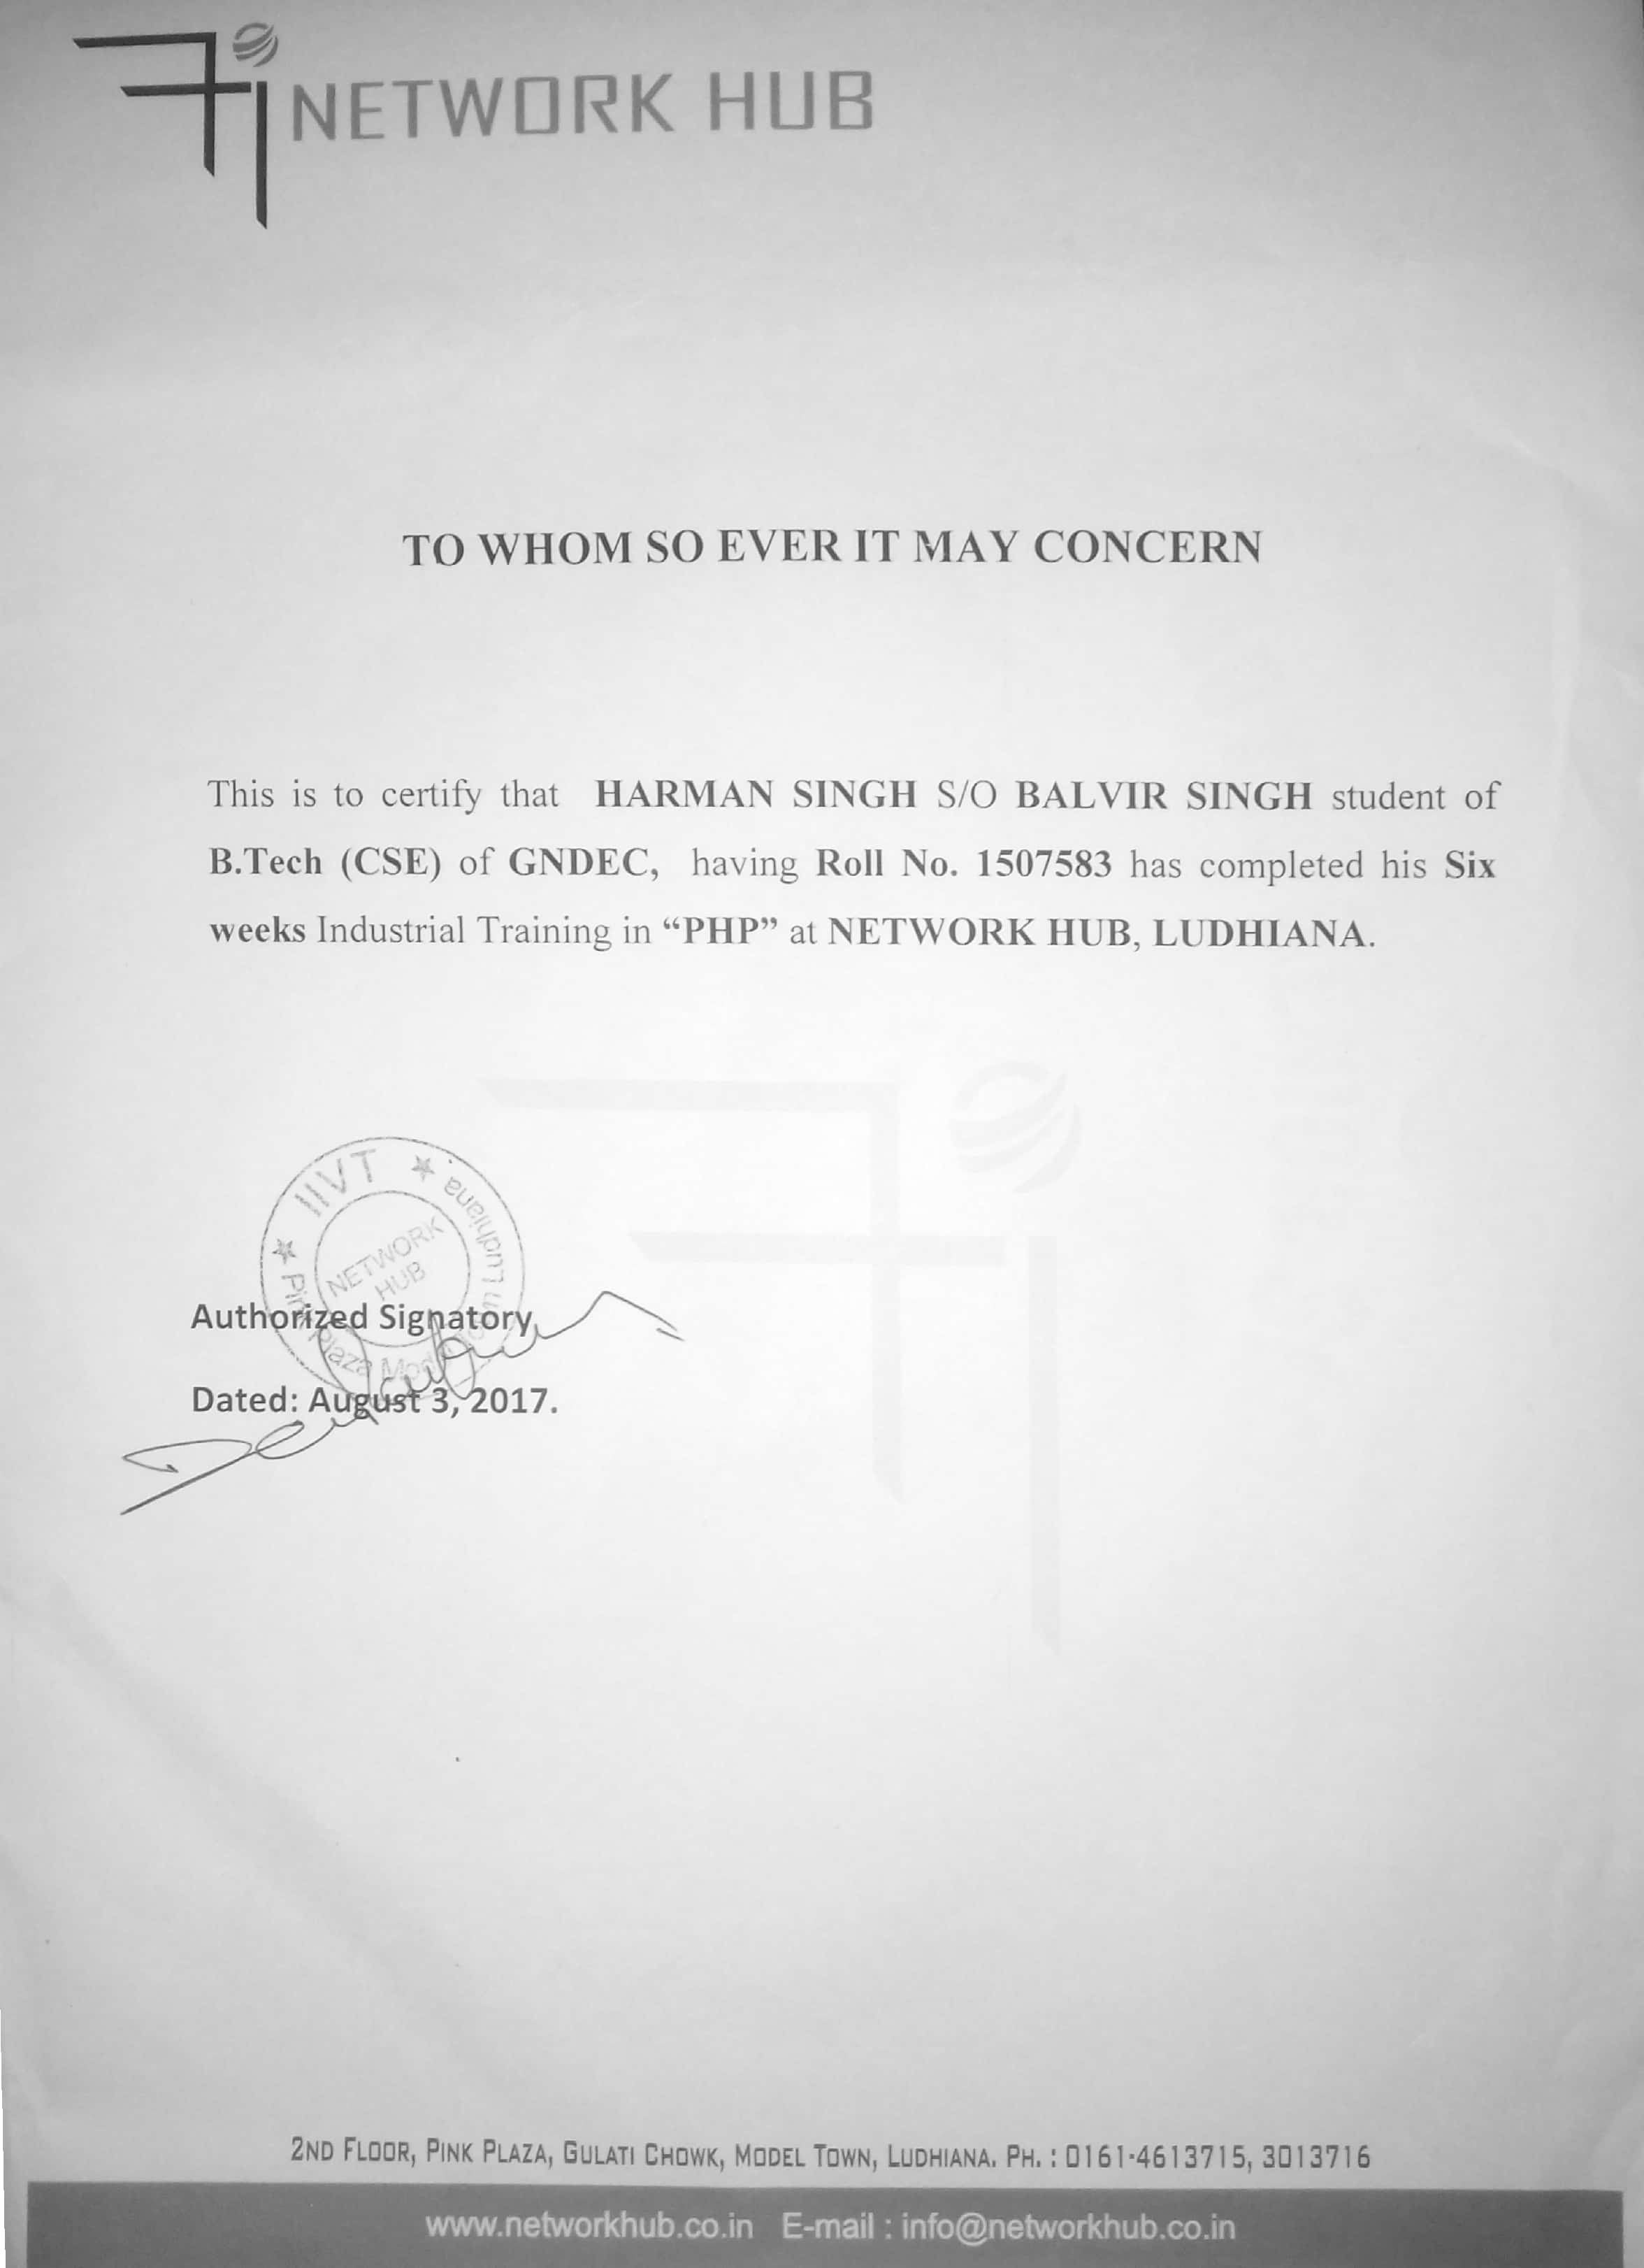 NETWORK HUB
TO WHOM SO EVER IT MAY CONCERN
This is to certify that HARMAN SINGH S/O BALVIR SINGH student of
B.Tech (CSE) of GNDEC, having Roll No. 1507583 has completed his Six
weeks Industrial Training in “PHP” at NETWORK HUB, LUDHIANA.
★ IIVT ★
Ludhiana
NETWORK
HUB
Authorized Signatory
Dated: August 3, 2017.
2ND FLOOR, PINK PLAZA, GULATI CHOWK, MODEL TOWN, LUDHIANA. PH. : 0161-4613715, 3013716
www.networkhub.co.in E-mail : info@networkhub.co.in